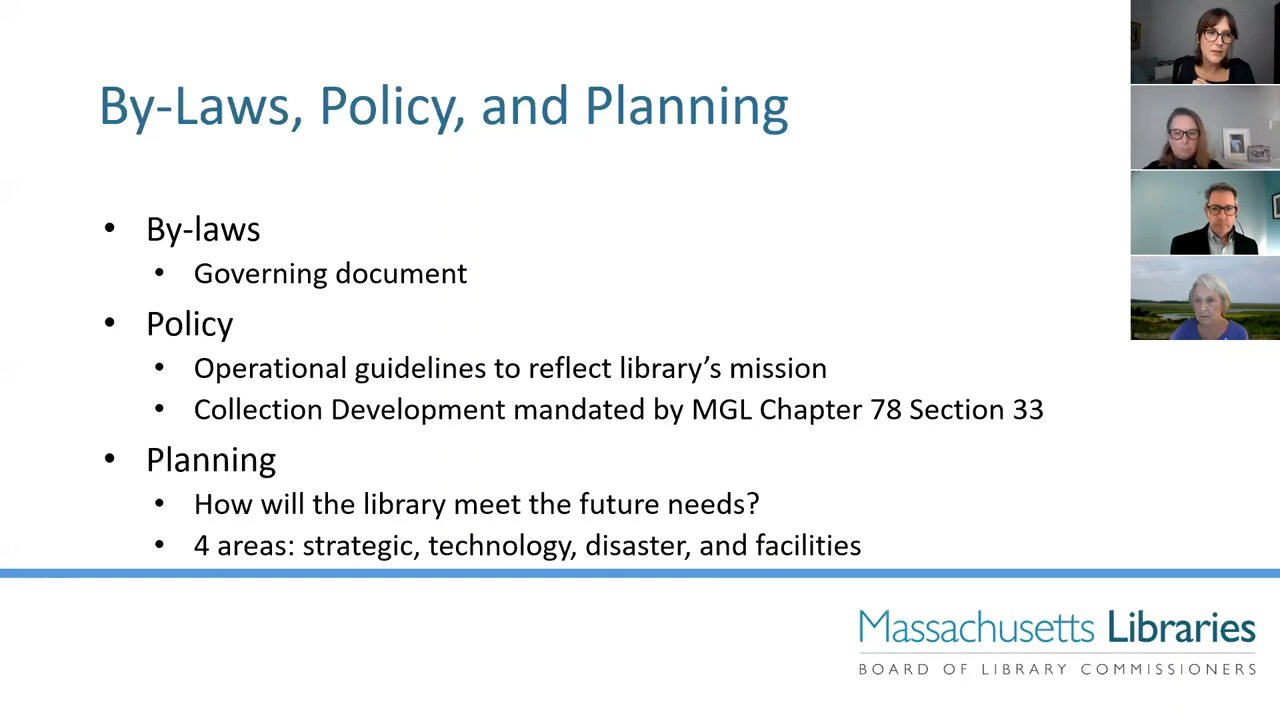 By-Laws, Policy, and Planning
• By-laws
• Governing document
• Policy
• Operational guidelines to reflect library’s mission
• Collection Development mandated by MGL Chapter 78 Section 33
• Planning
• How will the library meet the future needs?
• 4 areas: strategic, technology, disaster, and facilities
Massachusetts Libraries
BOARD OF LIBRARY COMMISSIONERS